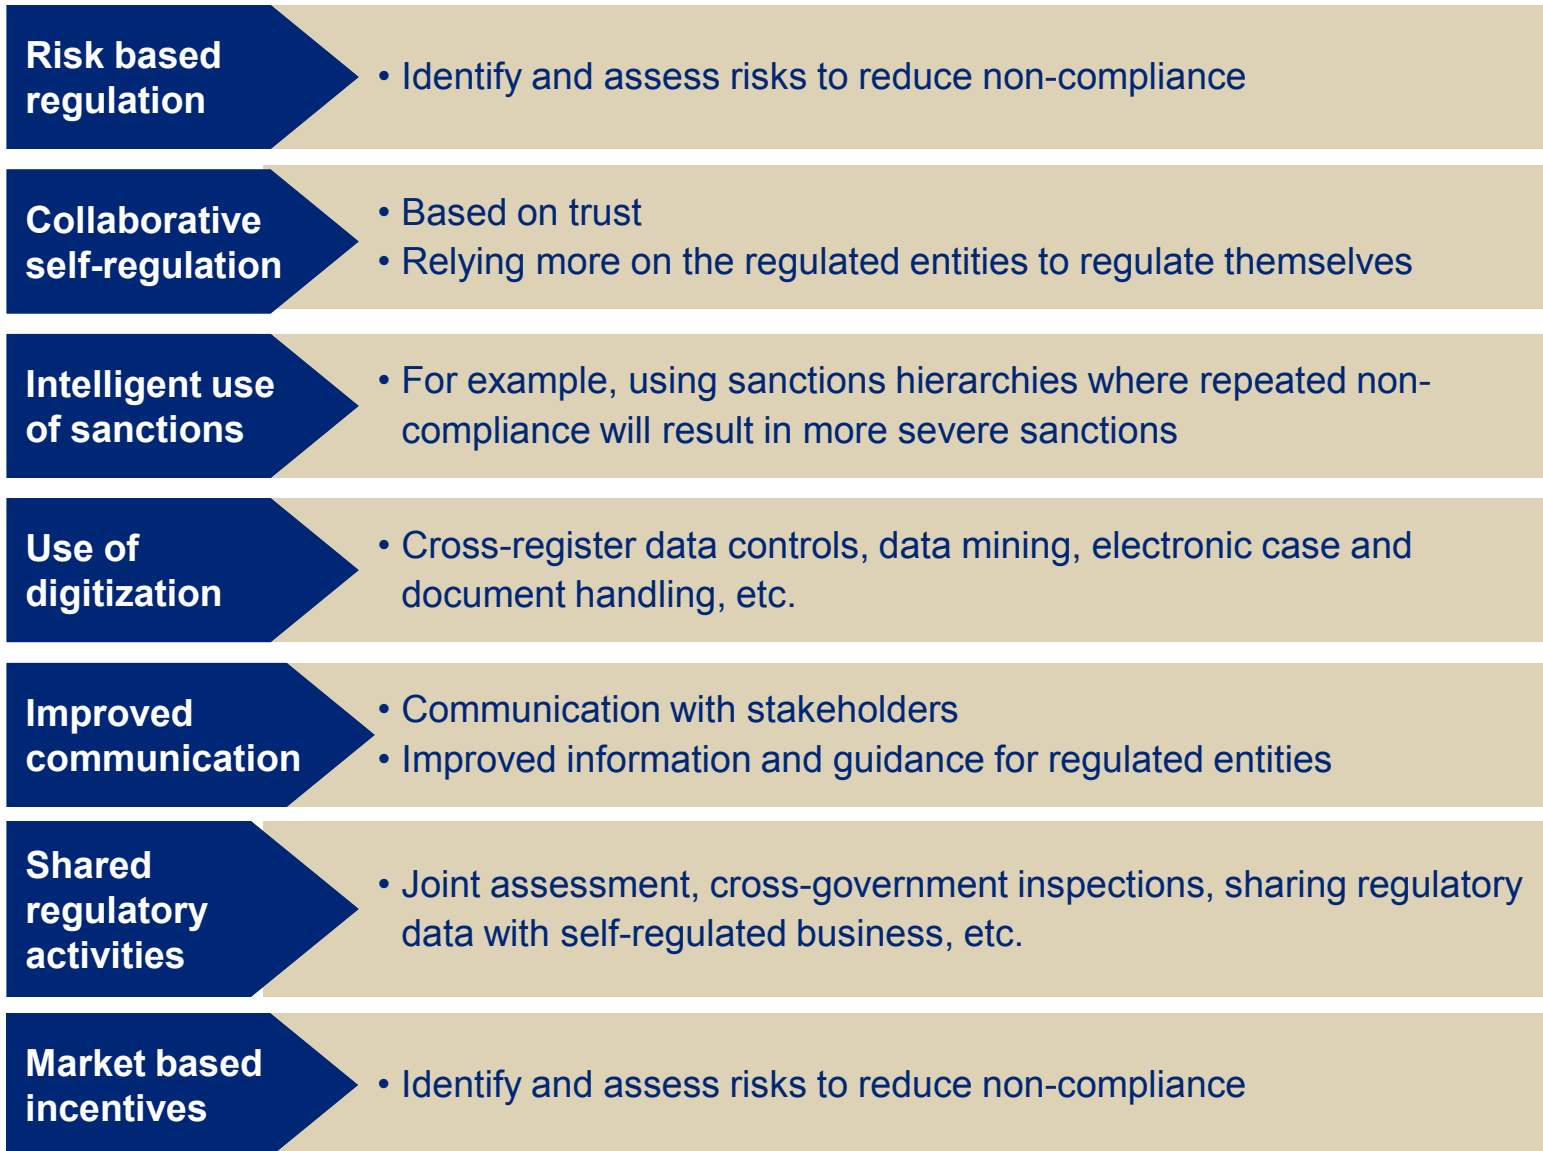 Risk based
regulation
• Identify and assess risks to reduce non-compliance
Collaborative
self-regulation
• Based on trust
• Relying more on the regulated entities to regulate themselves
Intelligent use
of sanctions
• For example, using sanctions hierarchies where repeated non-
compliance will result in more severe sanctions
Use of
digitization
• Cross-register data controls, data mining, electronic case and
document handling, etc.
Improved
communication
• Communication with stakeholders
• Improved information and guidance for regulated entities
Shared
regulatory
activities
• Joint assessment, cross-government inspections, sharing regulatory
data with self-regulated business, etc.
Market based
incentives
• Identify and assess risks to reduce non-compliance